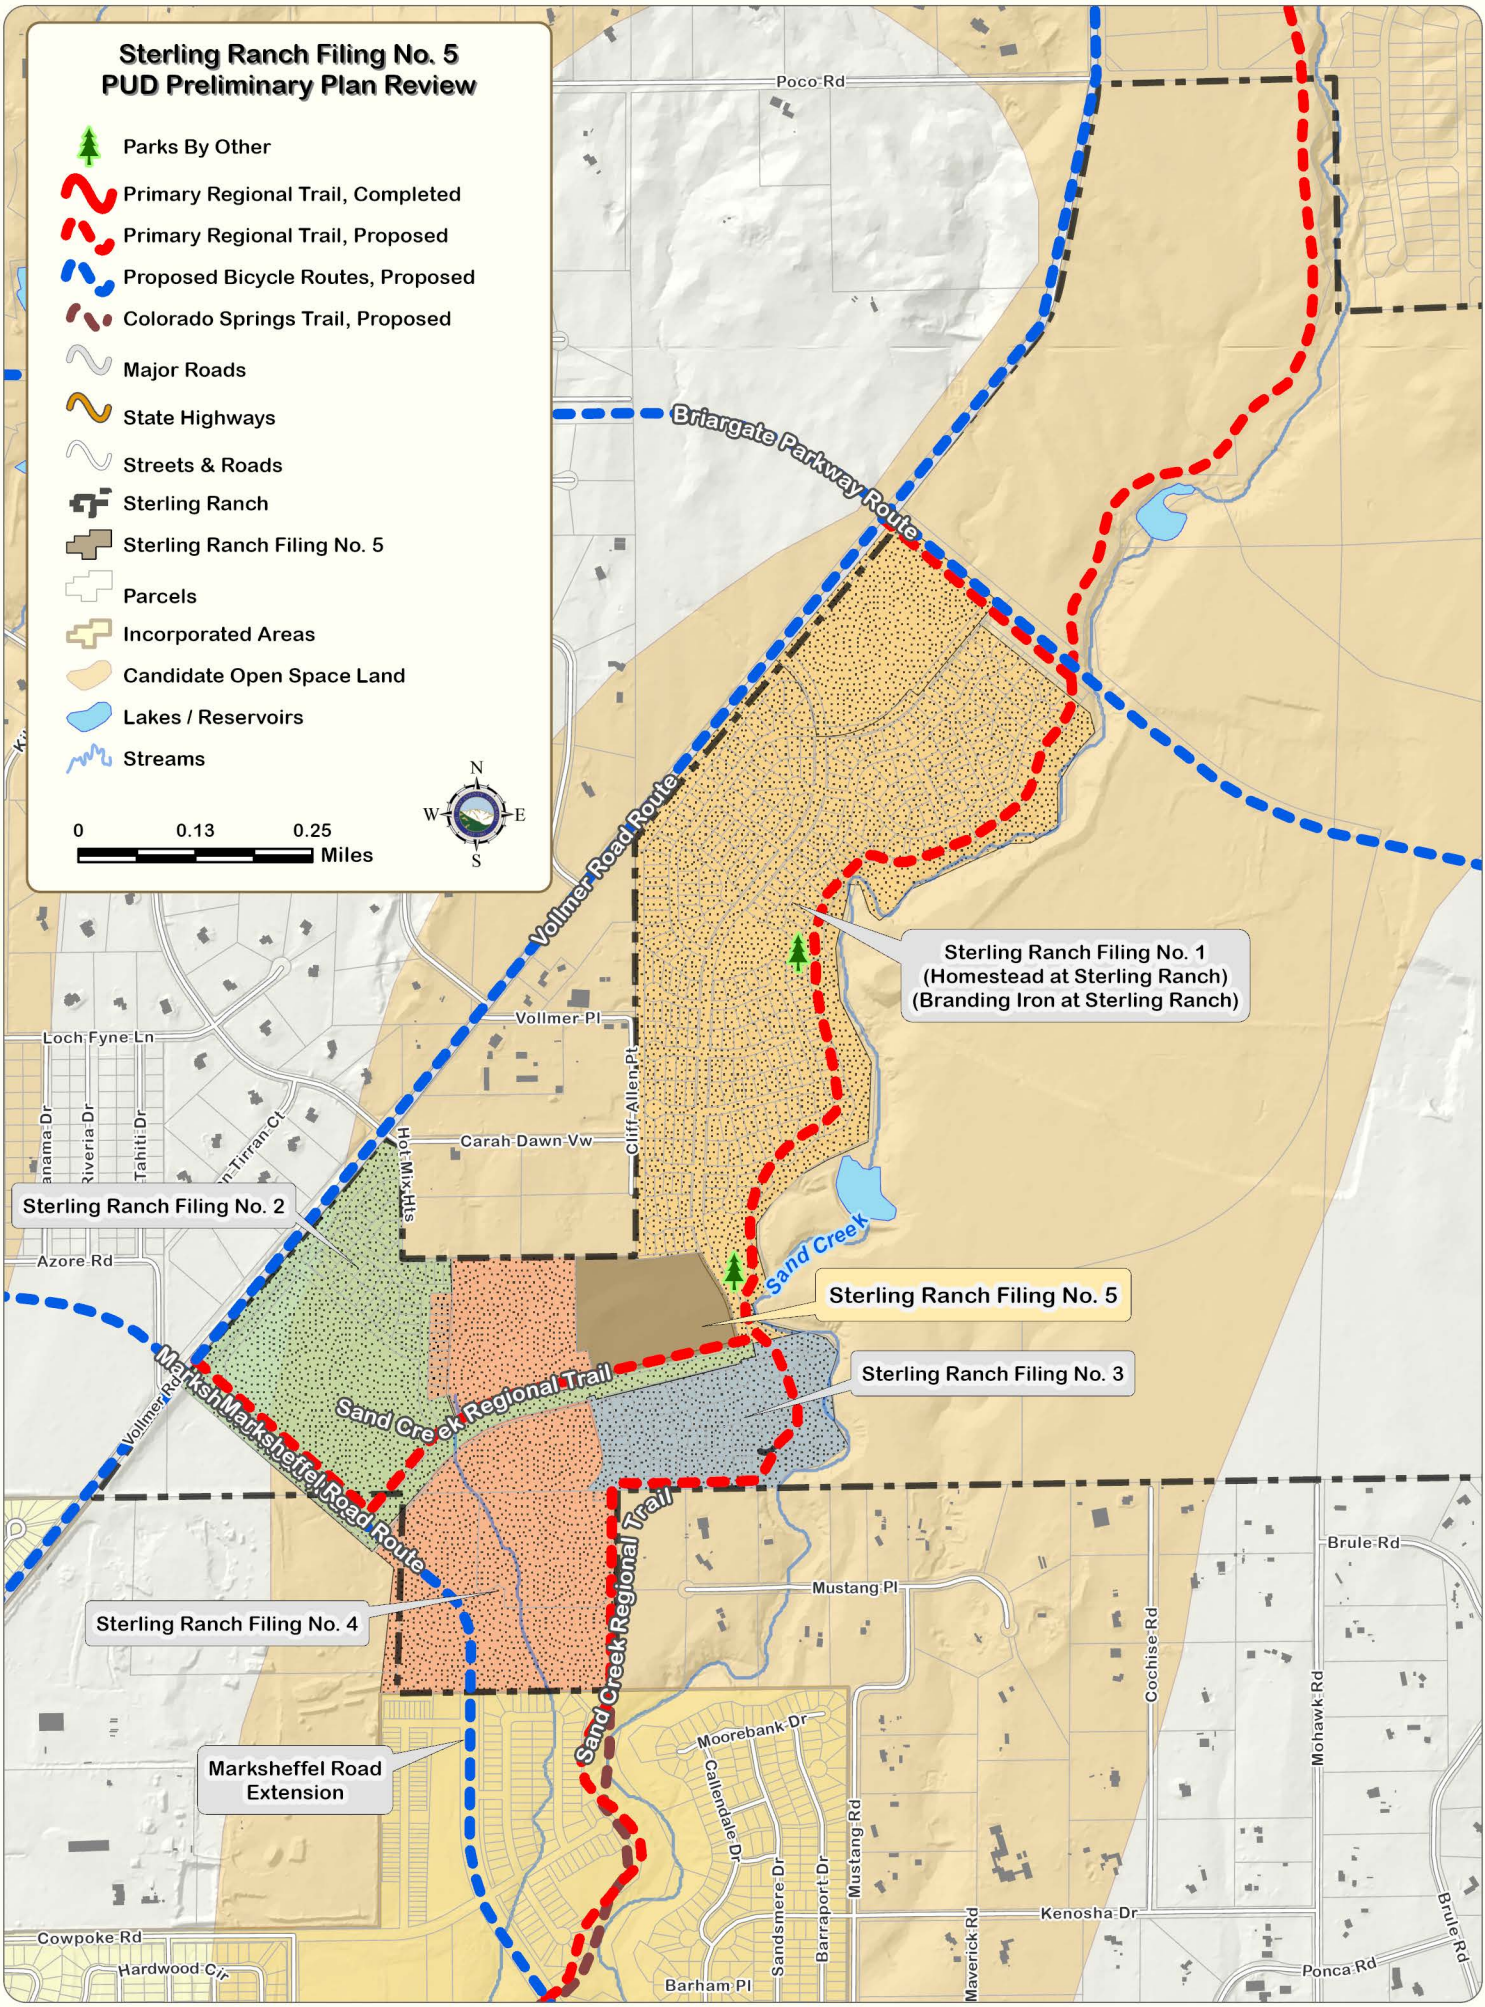 Sterling Ranch Filing No. 5
PUD Preliminary Plan Review
Parks By Other
Primary Regional Trail, Completed
Primary Regional Trail, Proposed
Proposed Bicycle Routes, Proposed
Colorado Springs Trail, Proposed
Major Roads
State Highways
Streets & Roads
Sterling Ranch
Sterling Ranch Filing No. 5
Parcels
Incorporated Areas
Candidate Open Space Land
Lakes / Reservoirs
Streams
N
W
E
S
0
0.13
0.25
Miles
Poco Rd
Briargate Parkway Route
Vollmer Road Route
Sterling Ranch Filing No. 1
(Homestead at Sterling Ranch)
(Branding Iron at Sterling Ranch)
Vollmer Pl
Loch Fyne Ln
Cliff Allen Pt
Carah Dawn Vw
Hot Mix Hts
anama Dr
Riveria Dr
Tahiti Dr
n Tirran Ct
Sterling Ranch Filing No. 2
Azore Rd
Sand Creek
Sterling Ranch Filing No. 5
Sterling Ranch Filing No. 3
Sand Creek Regional Trail
Marksh
Marksheffel Road Route
Vollmer Rd
Sand Creek Regional Trail
Brule Rd
Mustang Pl
Sterling Ranch Filing No. 4
Cochise Rd
Mohawk Rd
Marksheffel Road
Extension
Moorebank Dr
Callendale Dr
Sandsmere Dr
Barraport Dr
Mustang Rd
Kenosha Dr
Maverick Rd
Brule Rd
Ponca Rd
Cowpoke Rd
Hardwood Cir
Barham Pl